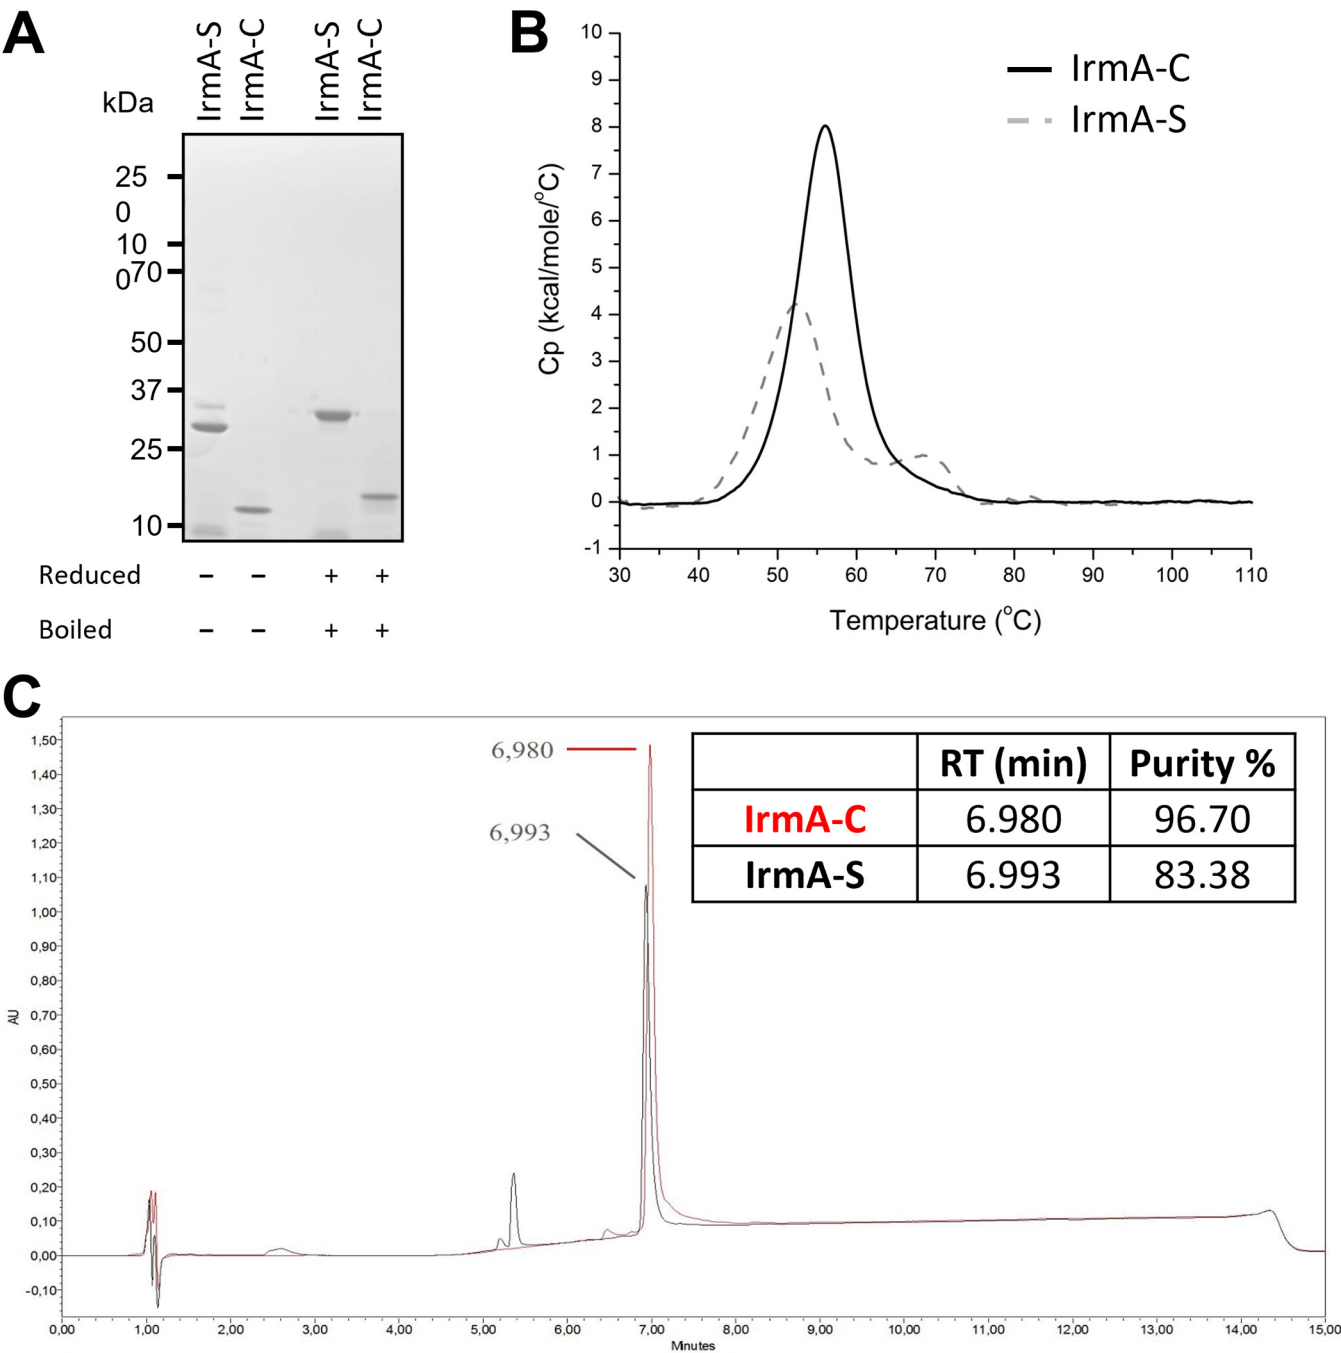 A
IrmA-S
IrmA-C
IrmA-S
IrmA-C
kDa
25
0
10
0
70
50
37
25
10
Reduced – – + +
Boiled – – + +
B
10
9
8
7
6
5
4
3
2
1
0
-1
Cp (kcal/mole/°C)
IrmA-C
IrmA-S
30 40 50 60 70 80 90 100 110
Temperature (°C)
C
1,50
1,40
1,30
1,20
1,10
1,00
0,90
0,80
0,70
0,60
0,50
0,40
0,30
0,20
0,10
0,00
-0,10
AU
6,980
6,993
RT (min) Purity %
IrmA-C 6.980 96.70
IrmA-S 6.993 83.38
0,00 1,00 2,00 3,00 4,00 5,00 6,00 7,00 8,00 9,00 10,00 11,00 12,00 13,00 14,00 15,00
Minutes